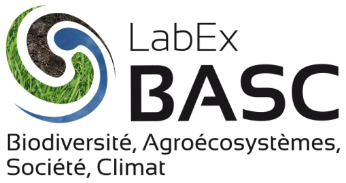 LabEx
BASC
Biodiversité, Agroécosystèmes,
Société, Climat